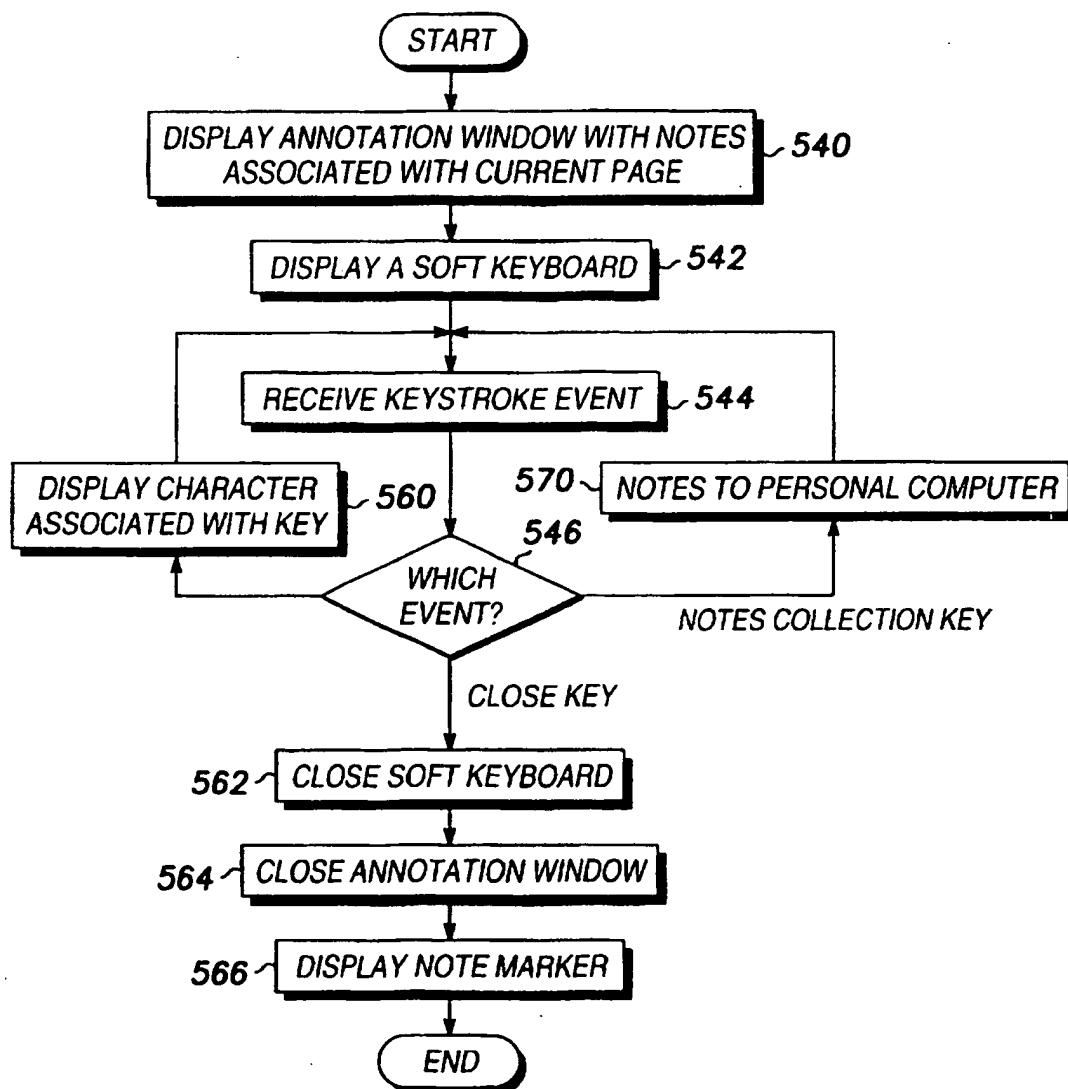 START
DISPLAY ANNOTATION WINDOW WITH NOTES
ASSOCIATED WITH CURRENT PAGE
540
DISPLAY A SOFT KEYBOARD
542
RECEIVE KEYSTROKE EVENT
544
DISPLAY CHARACTER
ASSOCIATED WITH KEY
560
570
NOTES TO PERSONAL COMPUTER
546
WHICH
EVENT?
NOTES COLLECTION KEY
CLOSE KEY
562
CLOSE SOFT KEYBOARD
564
CLOSE ANNOTATION WINDOW
566
DISPLAY NOTE MARKER
END